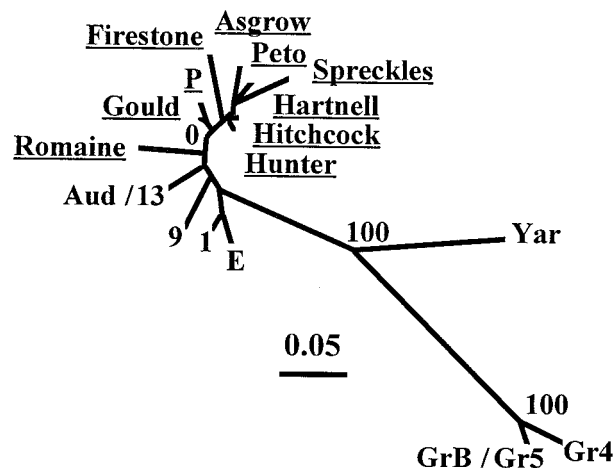 Asgrow
Firestone
Peto
P
Spreckles
Gould
Hartnell
0
Hitchcock
Romaine
Hunter
Aud /13
9
1
E
100
Yar
0.05
100
GrB / Gr5
Gr4